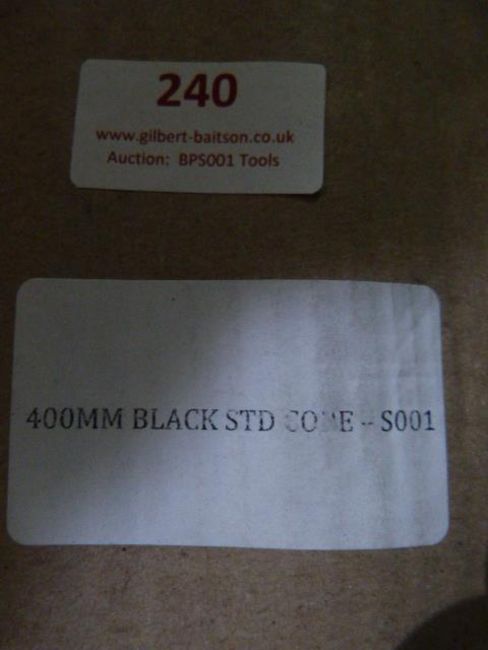 240
www.gilbert-baitson.co.uk
Auction: BPS001 Tools
400MM BLACK STD - S001